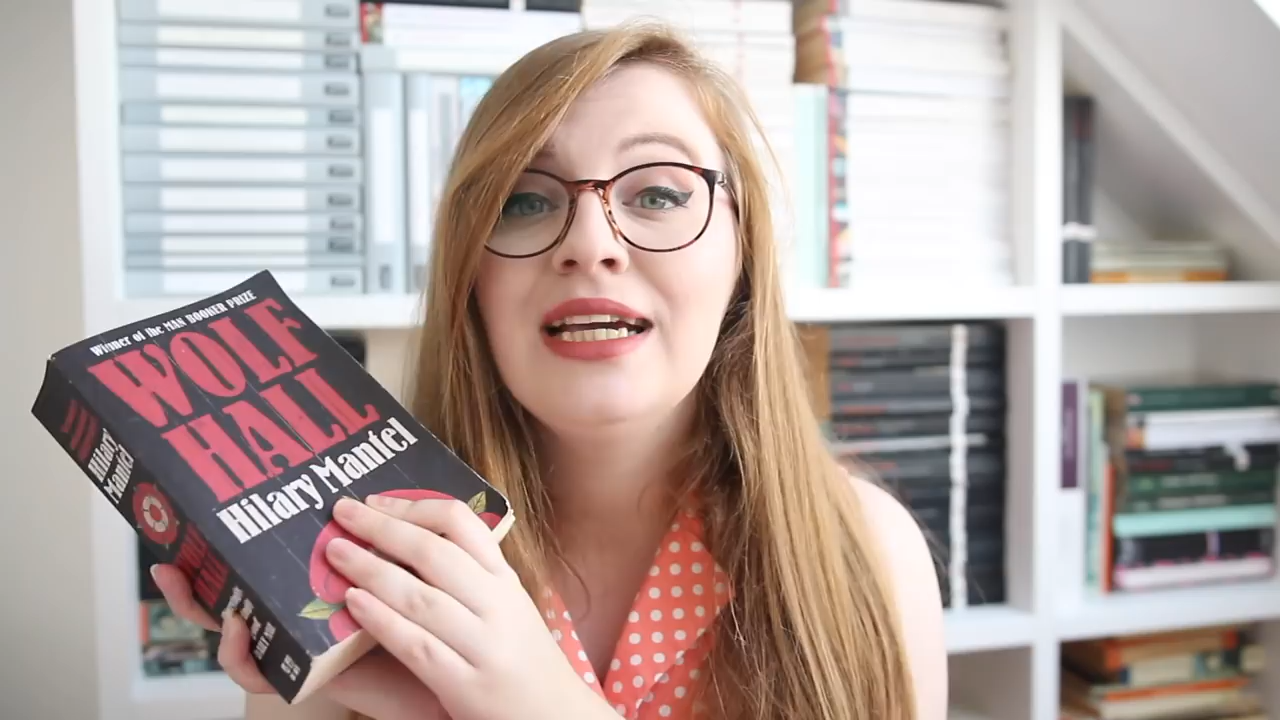 Winner of the MAN BOOKER PRIZE
WOLF
HALL
Hilary Mantel
Hilary
Mantel